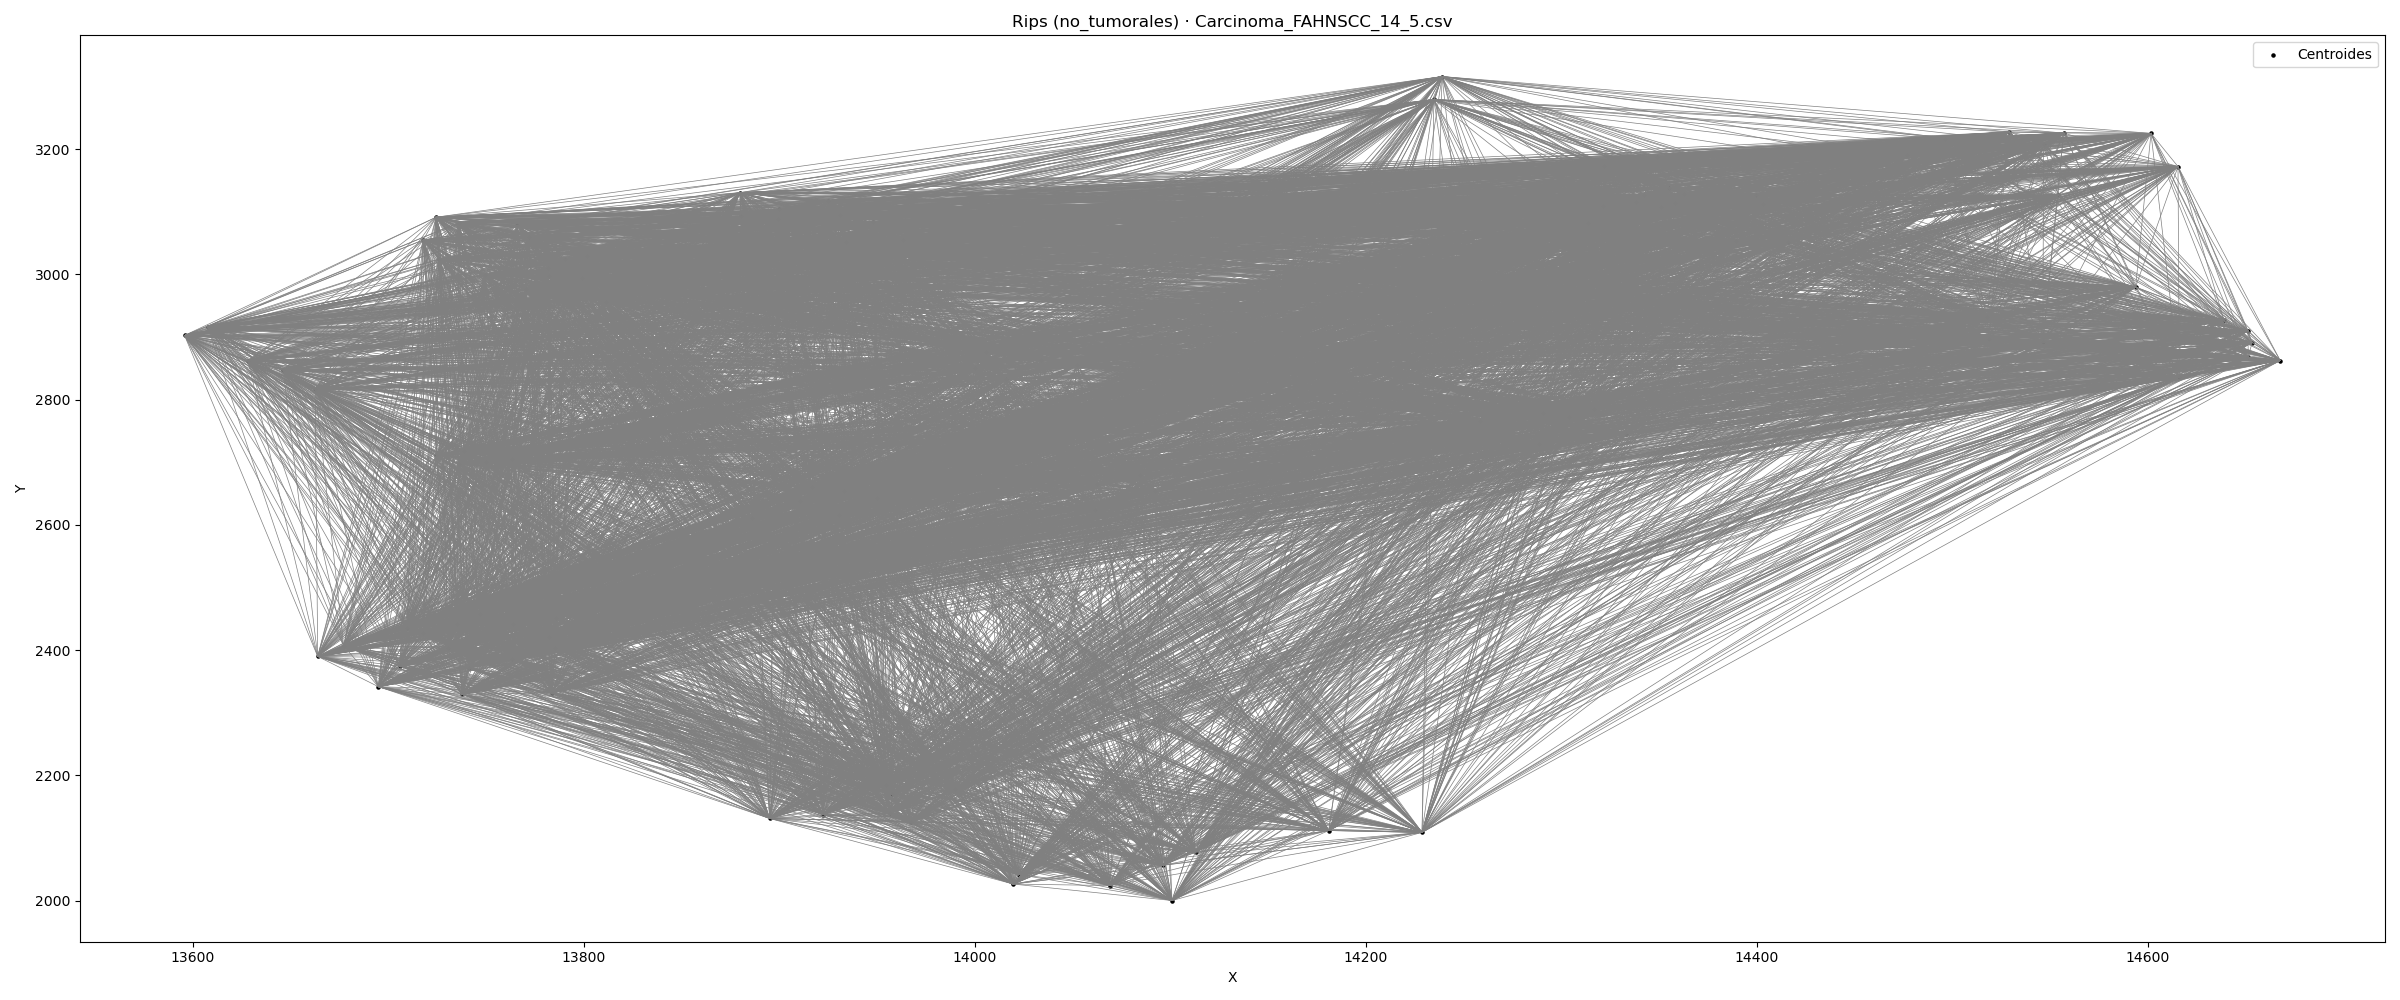 Rips (no_tumorales) · Carcinoma_FAHNSCC_14_5.csv
Centroides
3200
3000
2800
2600
2400
2200
2000
Y
13600 13800 14000 14200 14400 14600
X